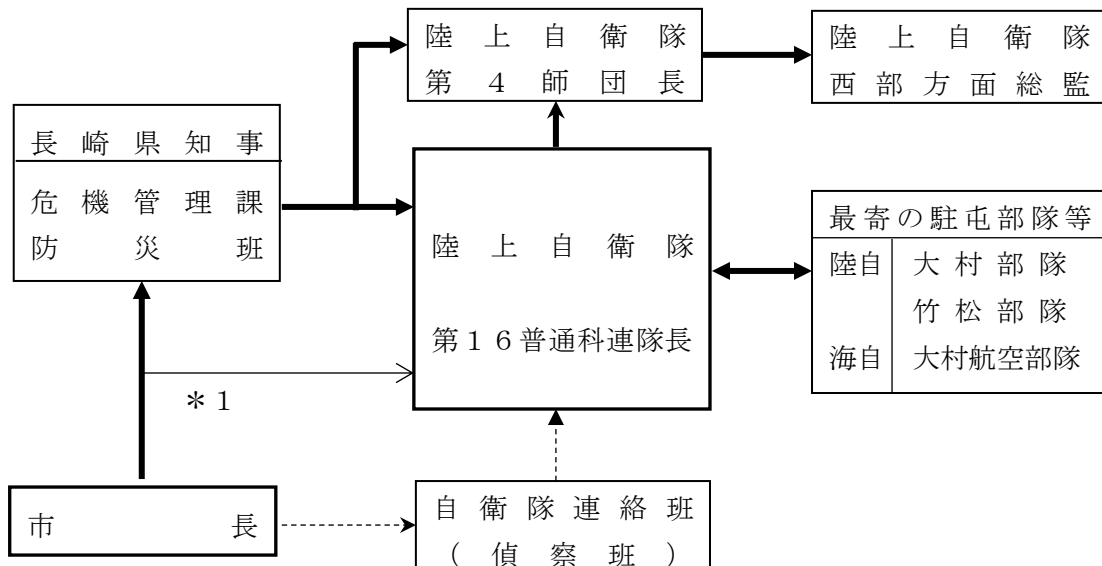 陸上自衛隊
第４師団長
陸上自衛隊
西部方面総監
長崎県知事
危機管理課
防災班
陸上自衛隊
第１６普通科連隊長
最寄の駐屯部隊等
陸自 大村部隊
竹松部隊
海自 大村航空部隊
＊1
市長
自衛隊連絡班
（偵察班）